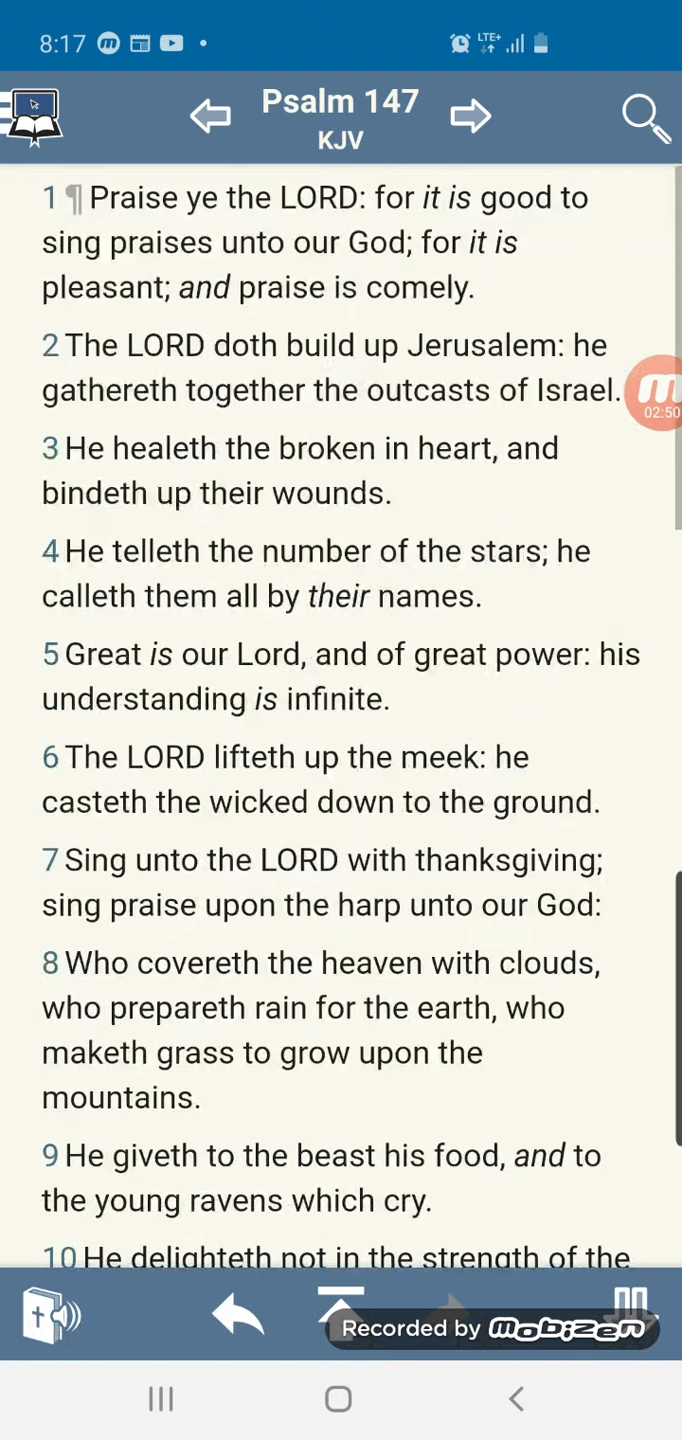 8:17
LTE+
Psalm 147
KJV
1 ¶ Praise ye the LORD: for it is good to
sing praises unto our God; for it is
pleasant; and praise is comely.
2 The LORD doth build up Jerusalem: he
gathereth together the outcasts of Israel.
02:50
3 He healeth the broken in heart, and
bindeth up their wounds.
4 He telleth the number of the stars; he
calleth them all by their names.
5 Great is our Lord, and of great power: his
understanding is infinite.
6 The LORD lifteth up the meek: he
casteth the wicked down to the ground.
7 Sing unto the LORD with thanksgiving;
sing praise upon the harp unto our God:
8 Who covereth the heaven with clouds,
who prepareth rain for the earth, who
maketh grass to grow upon the
mountains.
9 He giveth to the beast his food, and to
the young ravens which cry.
10 He delighteth not in the strength of the
Recorded by mobizen